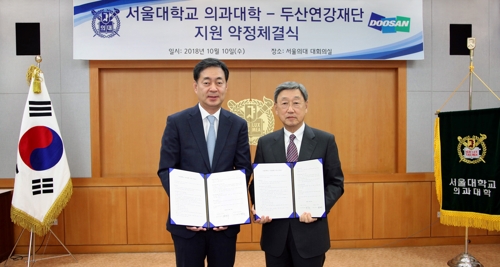 의대
서울대학교 의과대학 – 두산연강재단
DOOSAN
지원 약정체결식
일시 : 2018년 10월 10일(수) 장소 : 서울의대 대회의실
서울대학교
의과대학